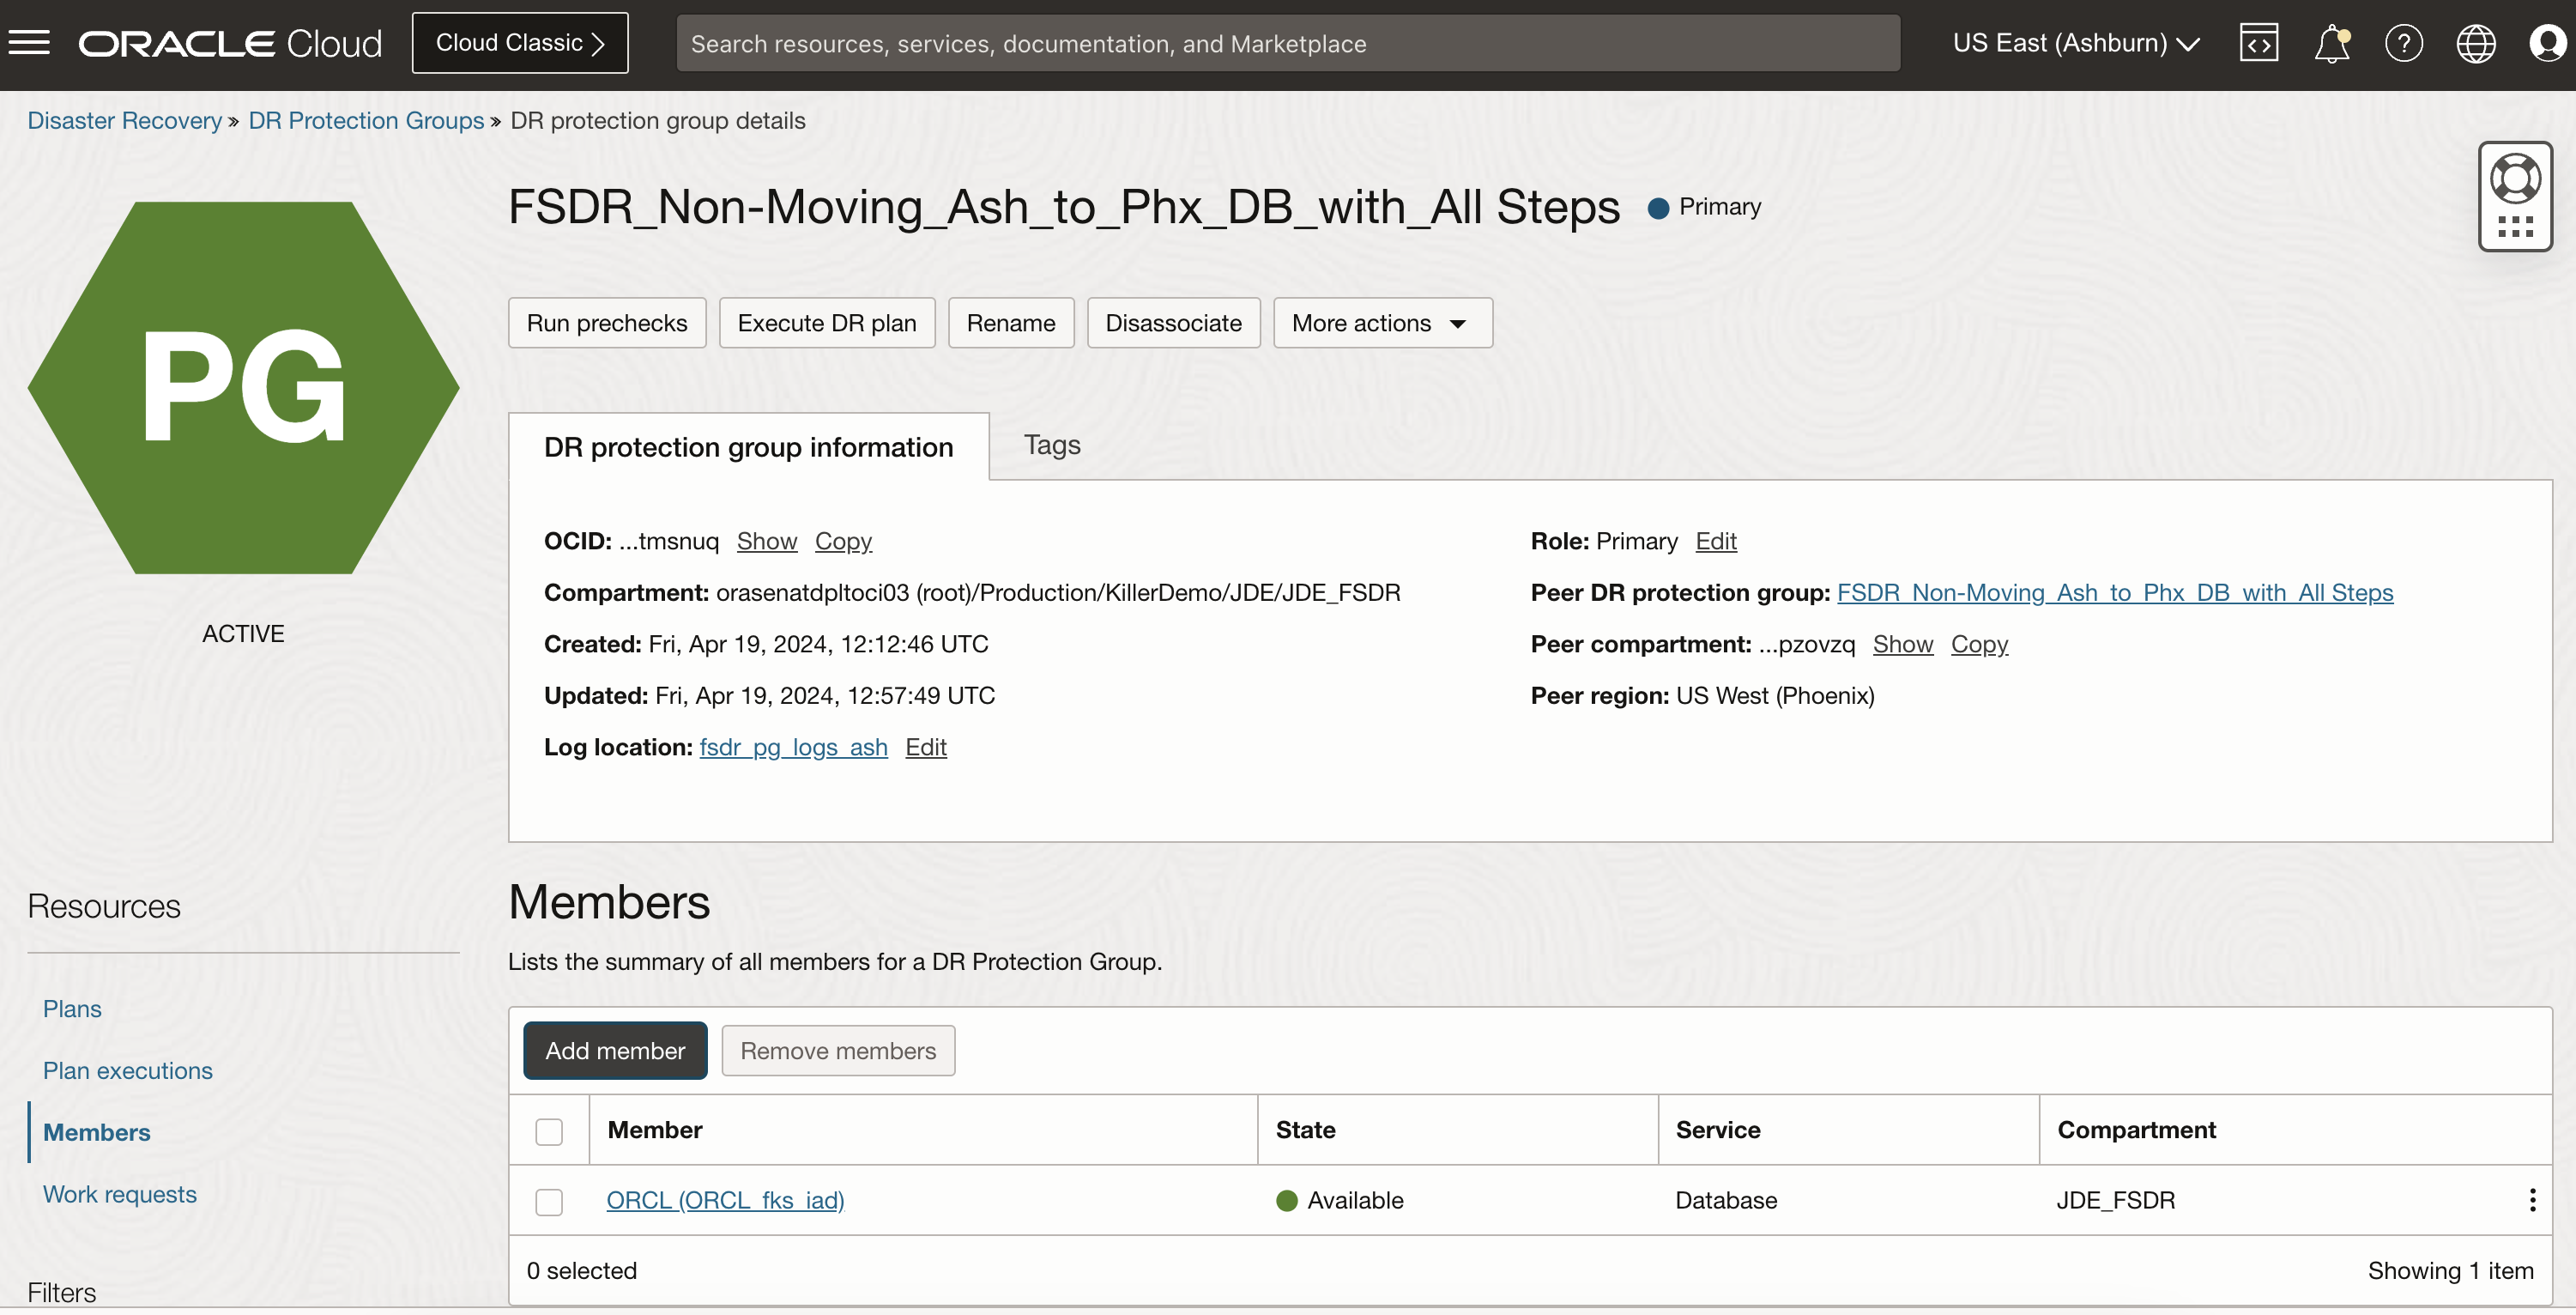 ORACLE Cloud Cloud Classic Search resources, services, documentation, and Marketplace US East (Ashburn)
Disaster Recovery » DR Protection Groups » DR protection group details
PG
ACTIVE
FSDR_Non-Moving_Ash_to_Phx_DB_with_All Steps Primary
Run prechecks Execute DR plan Rename Disassociate More actions
DR protection group information Tags
OCID: ...tmsnuq Show Copy
Compartment: orasenatdpltoci03 (root)/Production/KillerDemo/JDE/JDE_FSDR
Created: Fri, Apr 19, 2024, 12:12:46 UTC
Updated: Fri, Apr 19, 2024, 12:57:49 UTC
Log location: fsdr_pg_logs_ash Edit
Role: Primary Edit
Peer DR protection group: FSDR_Non-Moving_Ash_to_Phx_DB_with_All Steps
Peer compartment: ...pzovzq Show Copy
Peer region: US West (Phoenix)
Resources
Plans
Plan executions
Members
Work requests
Filters
Members
Lists the summary of all members for a DR Protection Group.
Add member Remove members
Member State Service Compartment
ORCL (ORCL_fks_iad) Available Database JDE_FSDR
0 selected Showing 1 item